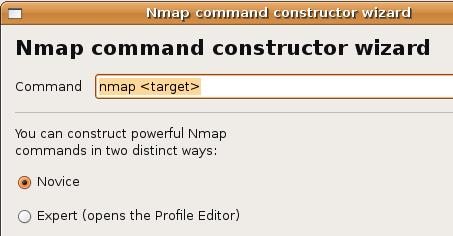 Nmap command constructor wizard
Nmap command constructor wizard
Command nmap <target>
You can construct powerful Nmap
commands in two distinct ways:
Novice
Expert (opens the Profile Editor)